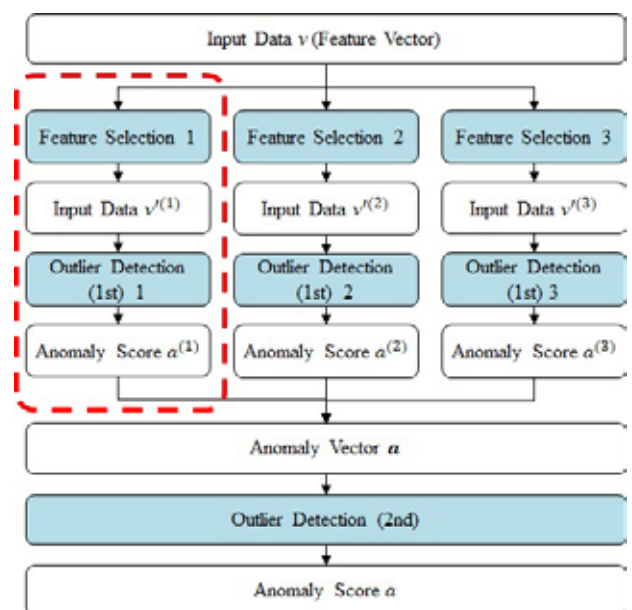 Input Data v (Feature Vector)
Feature Selection 1
Feature Selection 2
Feature Selection 3
Input Data v′⁽¹⁾
Input Data v′⁽²⁾
Input Data v′⁽³⁾
Outlier Detection
(1st) 1
Outlier Detection
(1st) 2
Outlier Detection
(1st) 3
Anomaly Score a⁽¹⁾
Anomaly Score a⁽²⁾
Anomaly Score a⁽³⁾
Anomaly Vector a
Outlier Detection (2nd)
Anomaly Score a